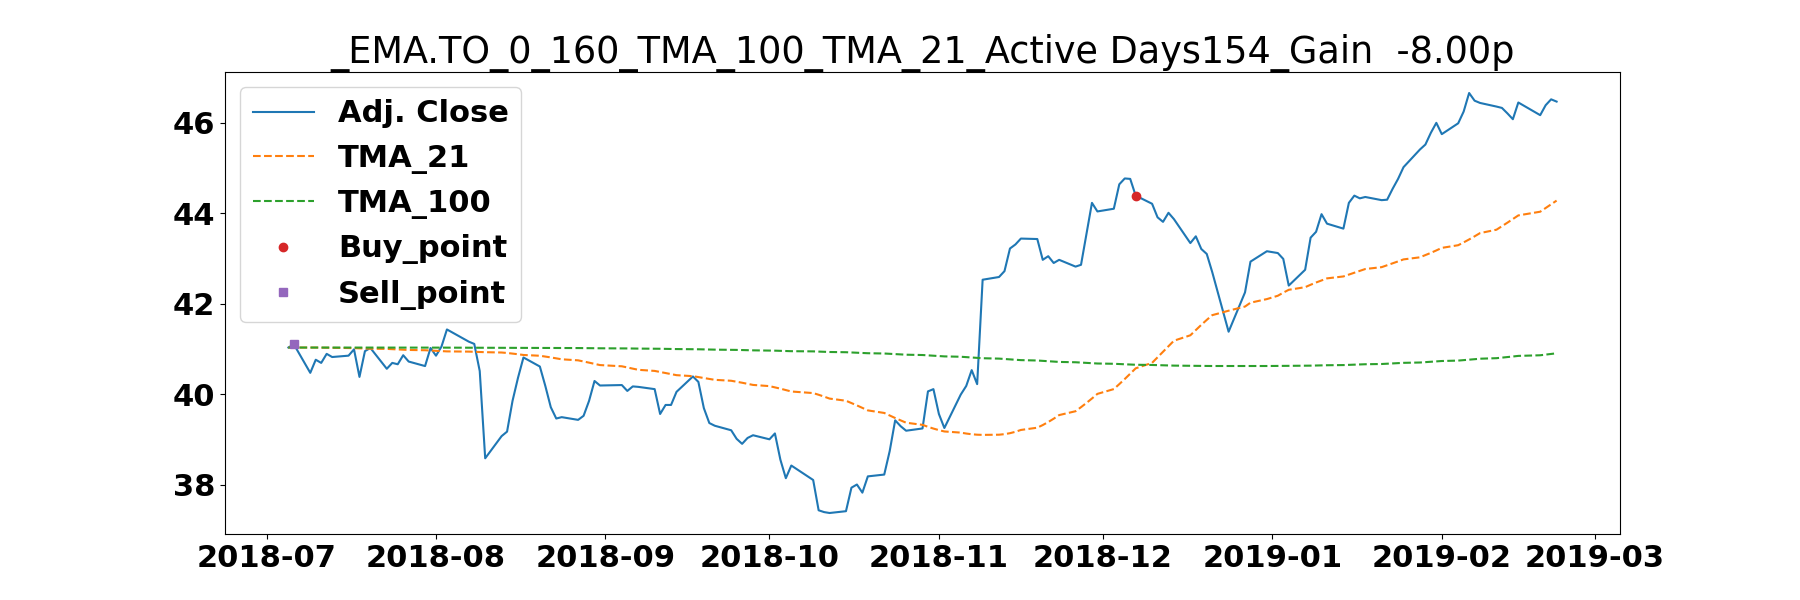 _EMA.TO_0_160_TMA_100_TMA_21_Active Days154_Gain  -8.00p
Adj. Close
TMA_21
TMA_100
Buy_point
Sell_point
46
44
42
40
38
2018-07 2018-08 2018-09 2018-10 2018-11 2018-12 2019-01 2019-02 2019-03